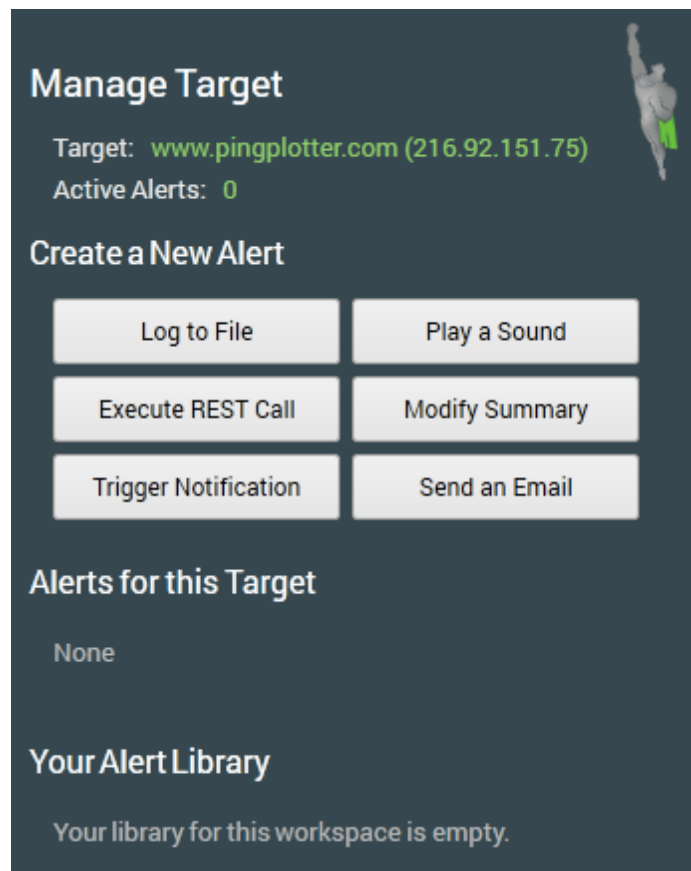 Manage Target
Target: www.pingplotter.com (216.92.151.75)
Active Alerts: 0
Create a New Alert
Log to File
Play a Sound
Execute REST Call
Modify Summary
Trigger Notification
Send an Email
Alerts for this Target
None
Your Alert Library
Your library for this workspace is empty.